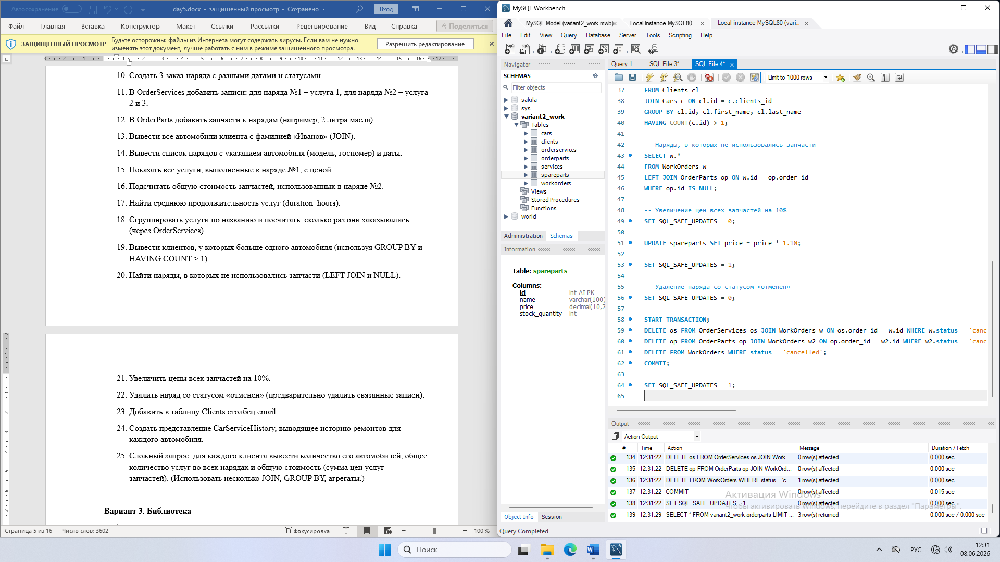 Автосохранение
day5.docx - защищенный просмотр - Сохранено
Вход
Файл Главная Вставка Конструктор Макет Ссылки Рассылки Рецензирование Вид Справка Поделиться
ЗАЩИЩЕННЫЙ ПРОСМОТР
Будьте осторожны: файлы из Интернета могут содержать вирусы. Если вам не нужно
изменять этот документ, лучше работать с ним в режиме защищенного просмотра.
Разрешить редактирование
10. Создать 3 заказ-наряда с разными датами и статусами.
11. В OrderServices добавить записи: для наряда №1 – услуга 1, для наряда №2 – услуга
2 и 3.
12. В OrderParts добавить запчасти к нарядам (например, 2 литра масла).
13. Вывести все автомобили клиента с фамилией «Иванов» (JOIN).
14. Вывести список нарядов с указанием автомобиля (модель, госномер) и даты.
15. Показать все услуги, выполненные в наряде №1, с ценой.
16. Подсчитать общую стоимость запчастей, использованных в наряде №2.
17. Найти среднюю продолжительность услуг (duration_hours).
18. Сгруппировать услуги по названию и посчитать, сколько раз они заказывались
(через OrderServices).
19. Вывести клиентов, у которых больше одного автомобиля (используя GROUP BY и
HAVING COUNT > 1).
20. Найти наряды, в которых не использовались запчасти (LEFT JOIN и NULL).
21. Увеличить цены всех запчастей на 10%.
22. Удалить наряд со статусом «отменён» (предварительно удалить связанные записи).
23. Добавить в таблицу Clients столбец email.
24. Создать представление CarServiceHistory, выводящее историю ремонтов для
каждого автомобиля.
25. Сложный запрос: для каждого клиента вывести количество его автомобилей, общее
количество услуг во всех нарядах и общую стоимость (сумма цен услуг +
запчастей). (Использовать несколько JOIN, GROUP BY, агрегаты.)
Вариант 3. Библиотека
Страница 5 из 16 Число слов: 3602 Фокусировка 100 %
MySQL Workbench
MySQL Model (variant2_work.mwb) Local instance MySQL80 Local instance MySQL80 (vari...
File Edit View Query Database Server Tools Scripting Help
Navigator
SCHEMAS
Filter objects
sakila
sys
variant2_work
Tables
cars
clients
orderservices
orderparts
services
spareparts
workorders
Views
Stored Procedures
Functions
world
Administration Schemas
Information
Table: spareparts
Columns:
id int AI PK
name varchar(100)
price decimal(10,2
stock_quantity int
Object Info Session
Query 1 SQL File 3* SQL File 4*
Limit to 1000 rows
37 FROM Clients cl
38 JOIN Cars c ON cl.id = c.clients_id
39 GROUP BY cl.id, cl.first_name, cl.last_name
40 HAVING COUNT(c.id) > 1;
41
42 -- Наряды, в которых не использовались запчасти
43 SELECT w.*
44 FROM WorkOrders w
45 LEFT JOIN OrderParts op ON w.id = op.order_id
46 WHERE op.id IS NULL;
47
48 -- Увеличение цен всех запчастей на 10%
49 SET SQL_SAFE_UPDATES = 0;
50
51 UPDATE spareparts SET price = price * 1.10;
52
53 SET SQL_SAFE_UPDATES = 1;
54
55 -- Удаление наряда со статусом «отменён»
56 SET SQL_SAFE_UPDATES = 0;
57
58 START TRANSACTION;
59 DELETE os FROM OrderServices os JOIN WorkOrders w ON os.order_id = w.id WHERE w.status = 'canc
60 DELETE op FROM OrderParts op JOIN WorkOrders w2 ON op.order_id = w2.id WHERE w2.status = 'canc
61 DELETE FROM WorkOrders WHERE status = 'cancelled';
62 COMMIT;
63
64 SET SQL_SAFE_UPDATES = 1;
65
Output
Action Output
# Time Action Message Duration / Fetch
134 12:31:22 DELETE os FROM OrderServices os JOIN Work... 0 row(s) affected 0.000 sec
135 12:31:22 DELETE op FROM OrderParts op JOIN WorkOrd... 0 row(s) affected 0.000 sec
136 12:31:22 DELETE FROM WorkOrders WHERE status = 'c... 1 row(s) affected 0.000 sec
137 12:31:22 COMMIT 0 row(s) affected 0.015 sec
138 12:31:22 SET SQL_SAFE_UPDATES = 1 0 row(s) affected 0.000 sec
139 12:31:29 SELECT * FROM variant2_work.orderparts LIMIT ... 3 row(s) returned 0.000 sec / 0.000 sec
Активация Windows
Чтобы активировать Windows, перейдите в раздел "Параметры".
Query Completed
Поиск
РУС
12:31
08.06.2026